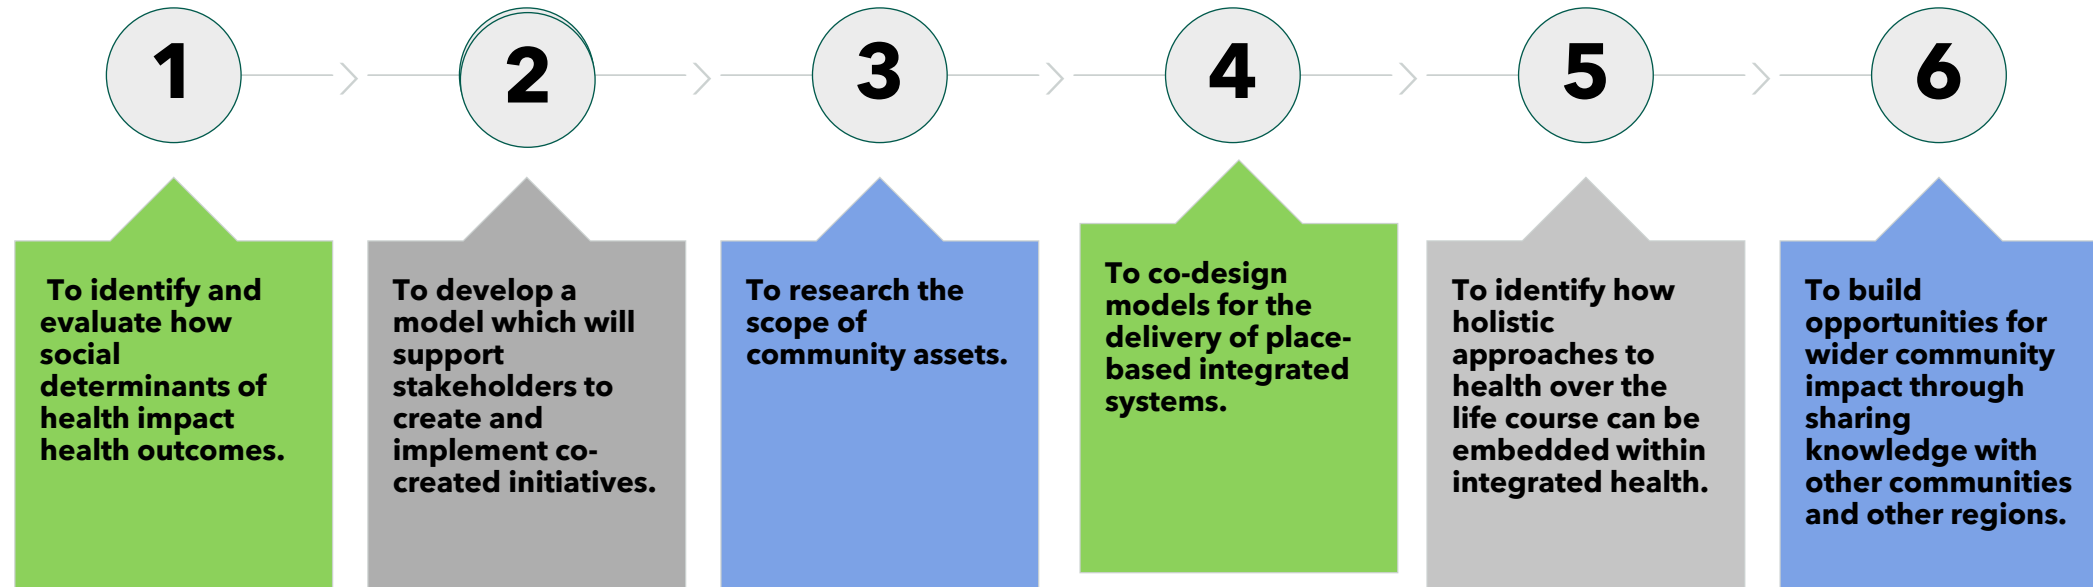 1
To identify and
evaluate how
social
determinants of
health impact
health outcomes.
2
To develop a
model which will
support
stakeholders to
create and
implement co-
created initiatives.
3
To research the
scope of
community assets.
4
To co-design
models for the
delivery of place-
based integrated
systems.
5
To identify how
holistic
approaches to
health over the
life course can be
embedded within
integrated health.
6
To build
opportunities for
wider community
impact through
sharing
knowledge with
other communities
and other regions.